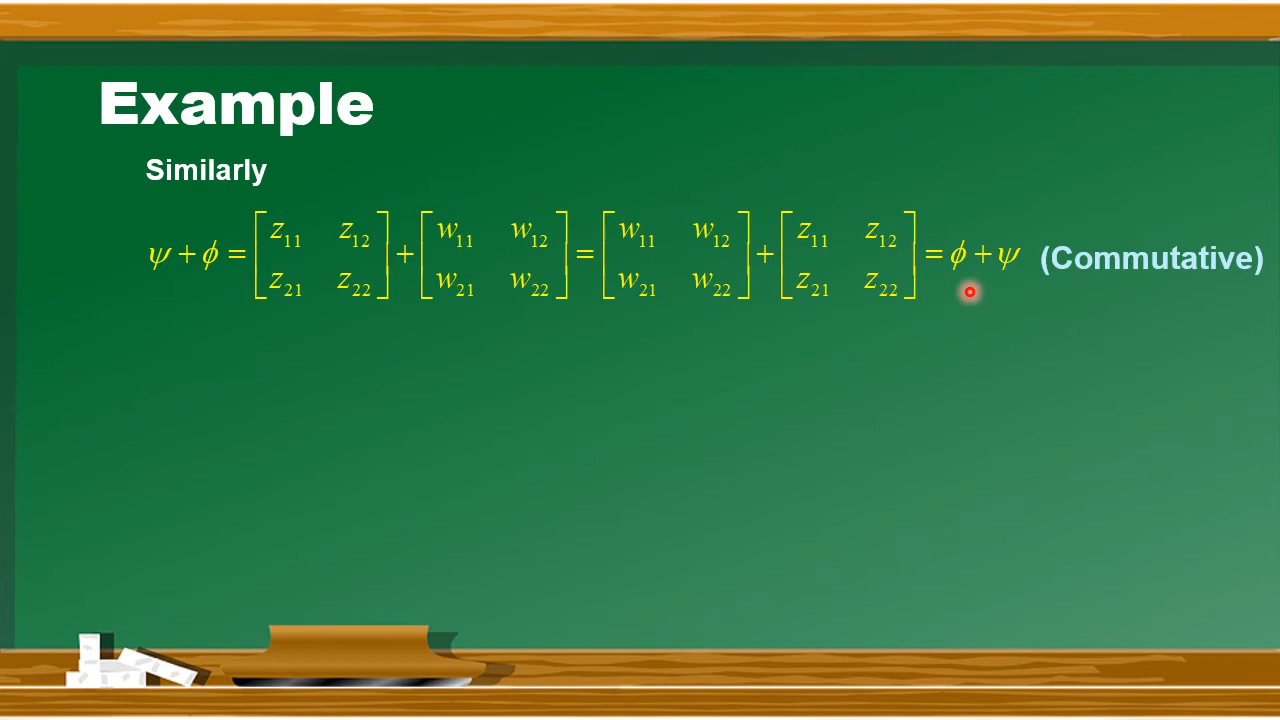 Example
Similarly
ψ + φ = [z₁₁ z₁₂; z₂₁ z₂₂] + [w₁₁ w₁₂; w₂₁ w₂₂] = [w₁₁ w₁₂; w₂₁ w₂₂] + [z₁₁ z₁₂; z₂₁ z₂₂] = φ + ψ (Commutative)